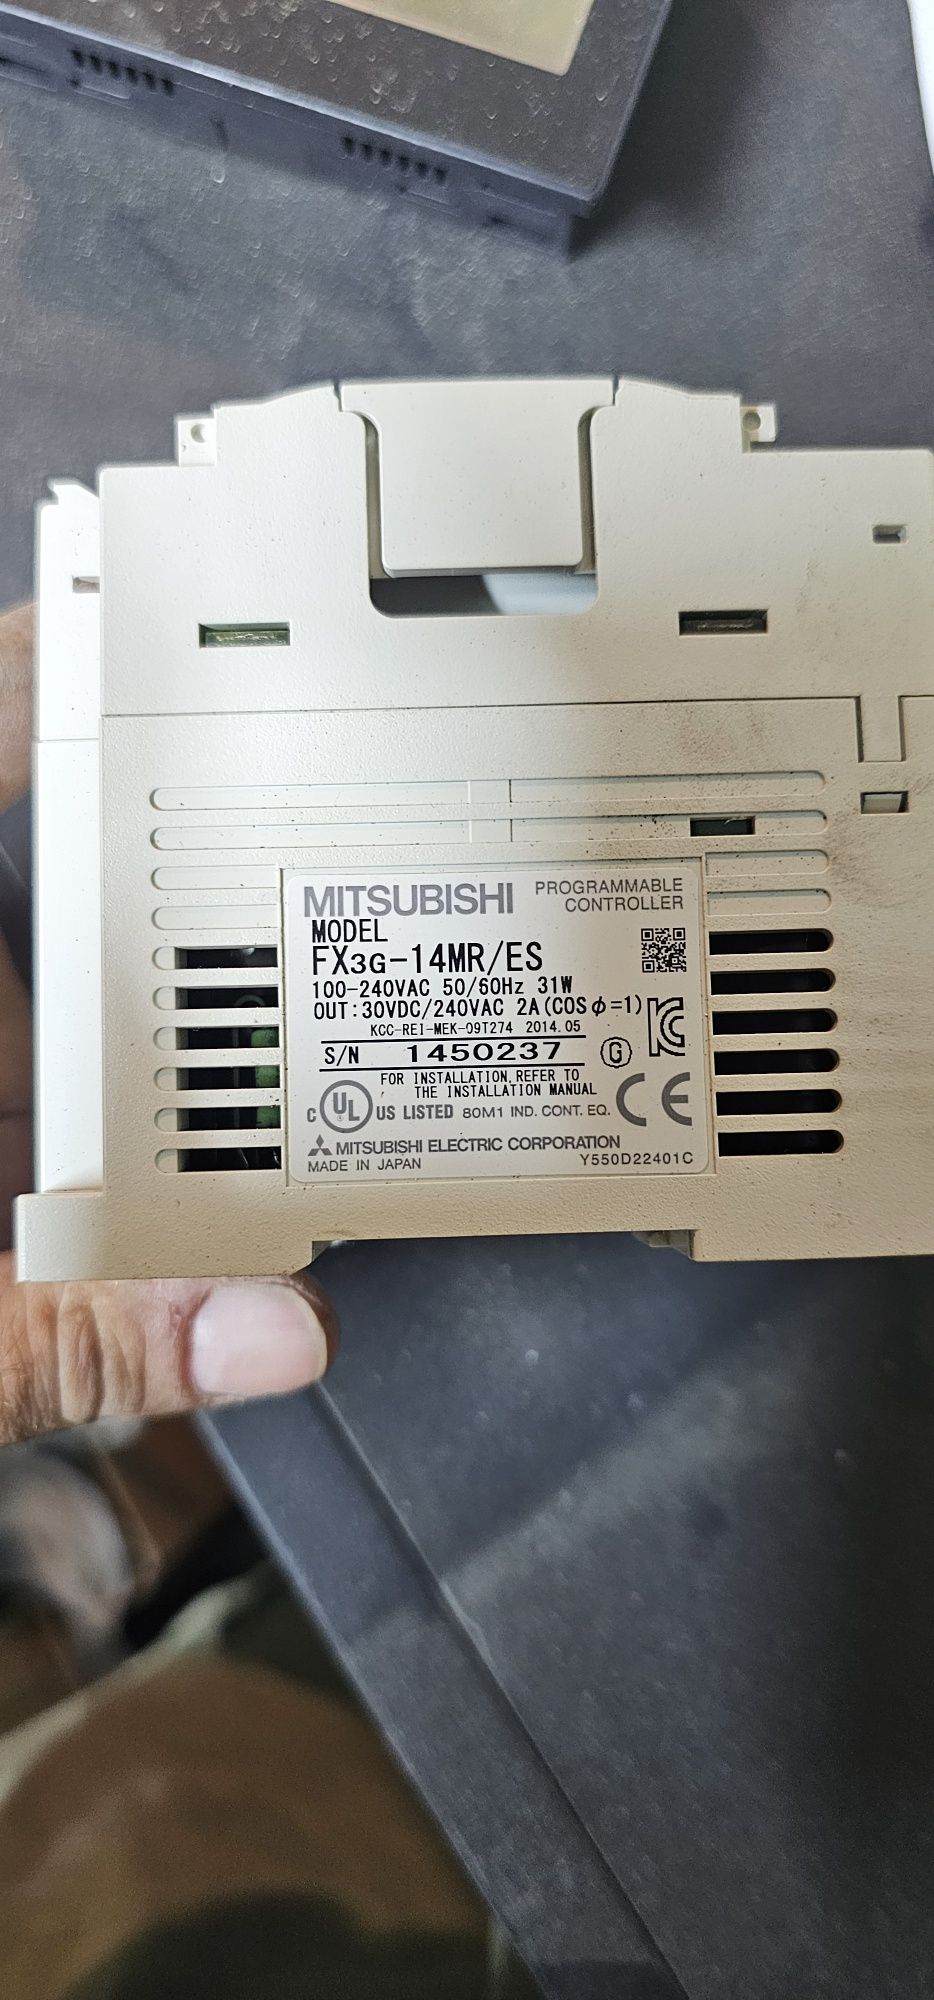 MITSUBISHI PROGRAMMABLE CONTROLLER
MODEL
FX3G-14MR/ES
100-240VAC 50/60Hz 31W
OUT:30VDC/240VAC 2A(COSφ=1)
KCC-REI-MEK-09T274 2014.05
S/N 1450237
FOR INSTALLATION,REFER TO
THE INSTALLATION MANUAL
C UL US LISTED 80M1 IND. CONT. EQ. CE
MITSUBISHI ELECTRIC CORPORATION
MADE IN JAPAN Y550D22401C